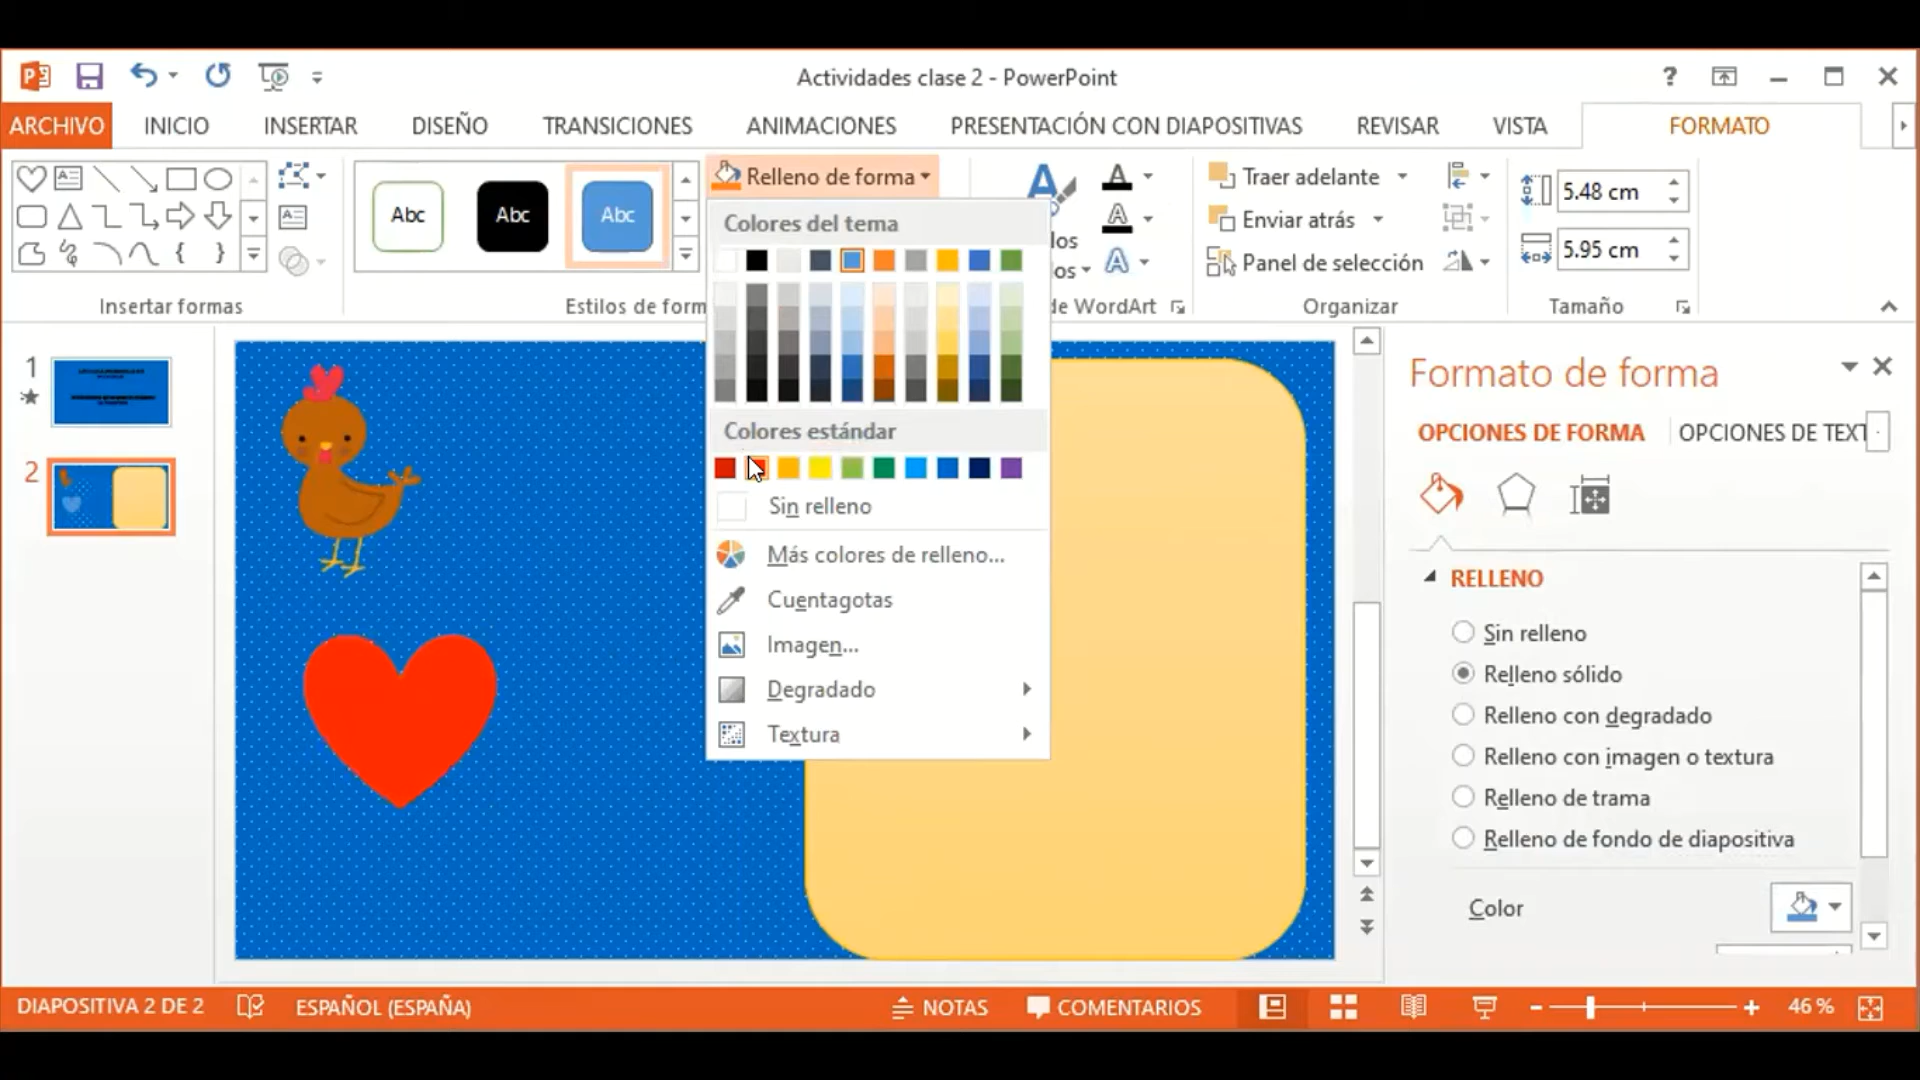 Actividades clase 2 - PowerPoint
?
ARCHIVO
INICIO
INSERTAR
DISEÑO
TRANSICIONES
ANIMACIONES
PRESENTACIÓN CON DIAPOSITIVAS
REVISAR
VISTA
FORMATO
Abc
Abc
Abc
Relleno de forma
Traer adelante
Enviar atrás
Panel de selección
5.48 cm
5.95 cm
Insertar formas
Estilos de form
de WordArt
Organizar
Tamaño
Colores del tema
Colores estándar
Sin relleno
Más colores de relleno...
Cuentagotas
Imagen...
Degradado
Textura
1
2
Formato de forma
OPCIONES DE FORMA
OPCIONES DE TEXT
RELLENO
Sin relleno
Relleno sólido
Relleno con degradado
Relleno con imagen o textura
Relleno de trama
Relleno de fondo de diapositiva
Color
DIAPOSITIVA 2 DE 2
ESPAÑOL (ESPAÑA)
NOTAS
COMENTARIOS
46 %